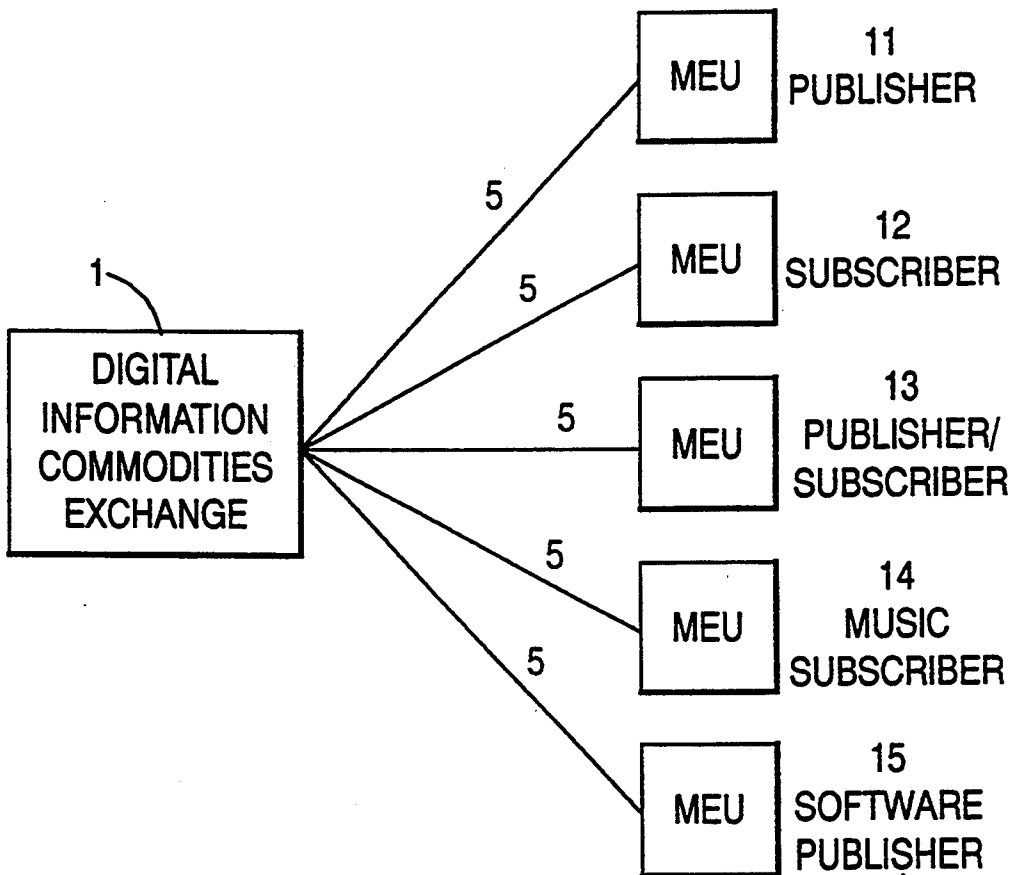 1
DIGITAL
INFORMATION
COMMODITIES
EXCHANGE
5
5
5
5
5
MEU
11
PUBLISHER
MEU
12
SUBSCRIBER
MEU
13
PUBLISHER/
SUBSCRIBER
MEU
14
MUSIC
SUBSCRIBER
MEU
15
SOFTWARE
PUBLISHER